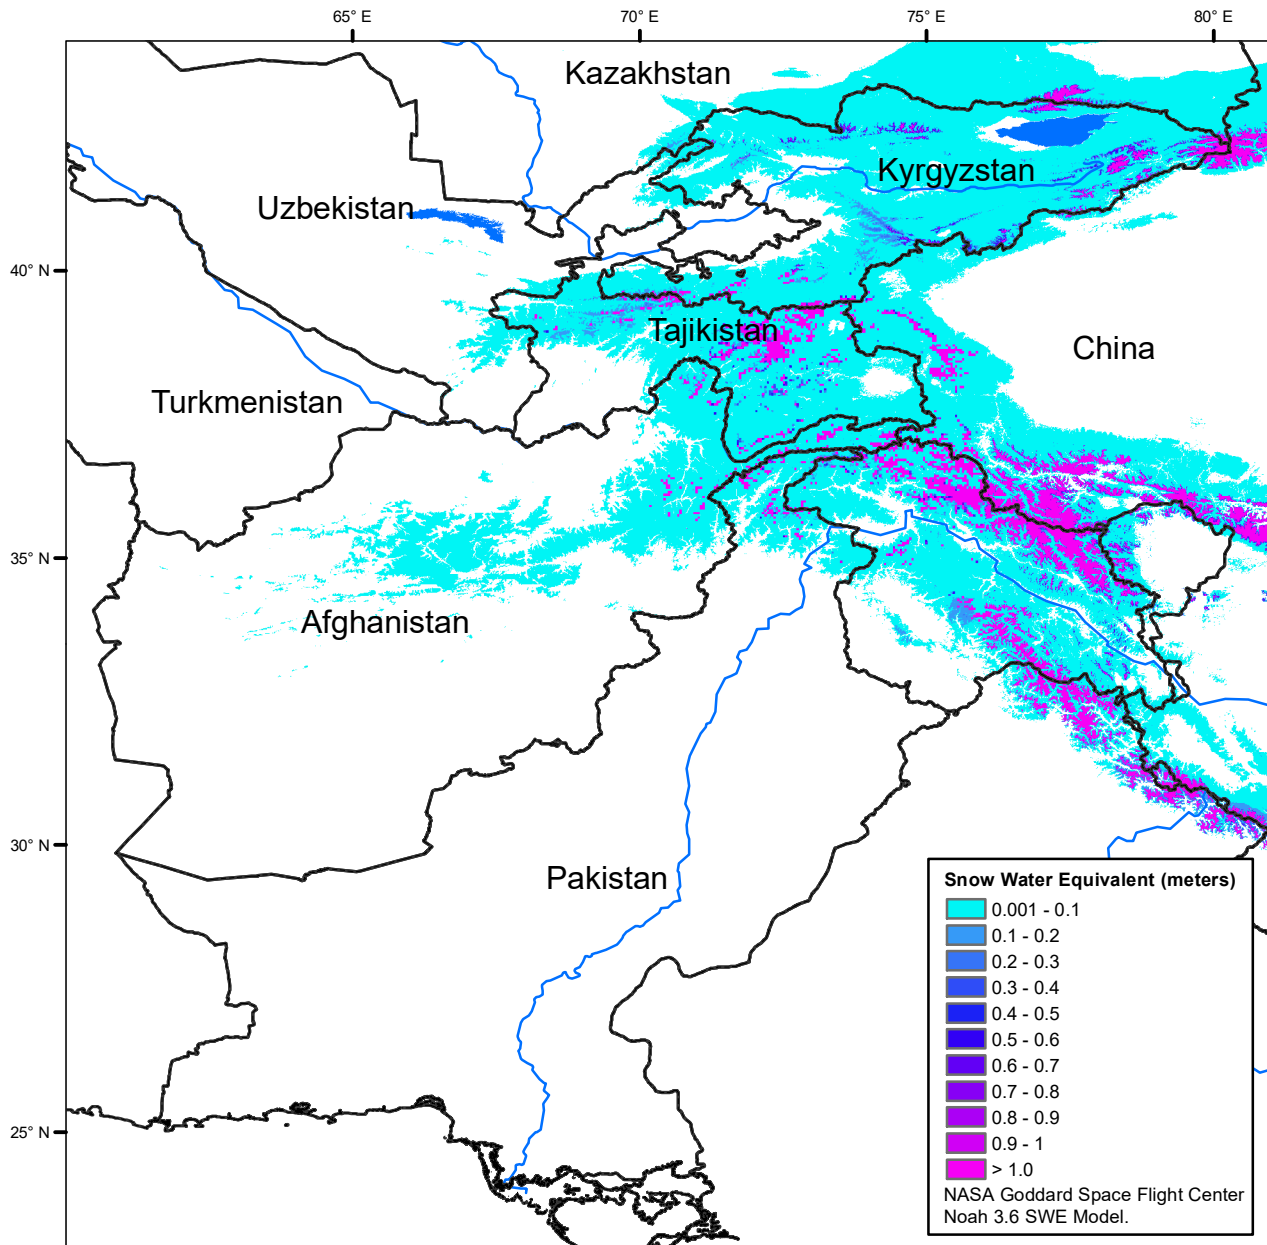 65° E
70° E
75° E
80° E
Kazakhstan
Kyrgyzstan
Uzbekistan
40° N
Tajikistan
China
Turkmenistan
35° N
Afghanistan
30° N
Pakistan
Snow Water Equivalent (meters)
0.001 - 0.1
0.1 - 0.2
0.2 - 0.3
0.3 - 0.4
0.4 - 0.5
0.5 - 0.6
0.6 - 0.7
0.7 - 0.8
0.8 - 0.9
0.9 - 1
> 1.0
25° N
NASA Goddard Space Flight Center
Noah 3.6 SWE Model.